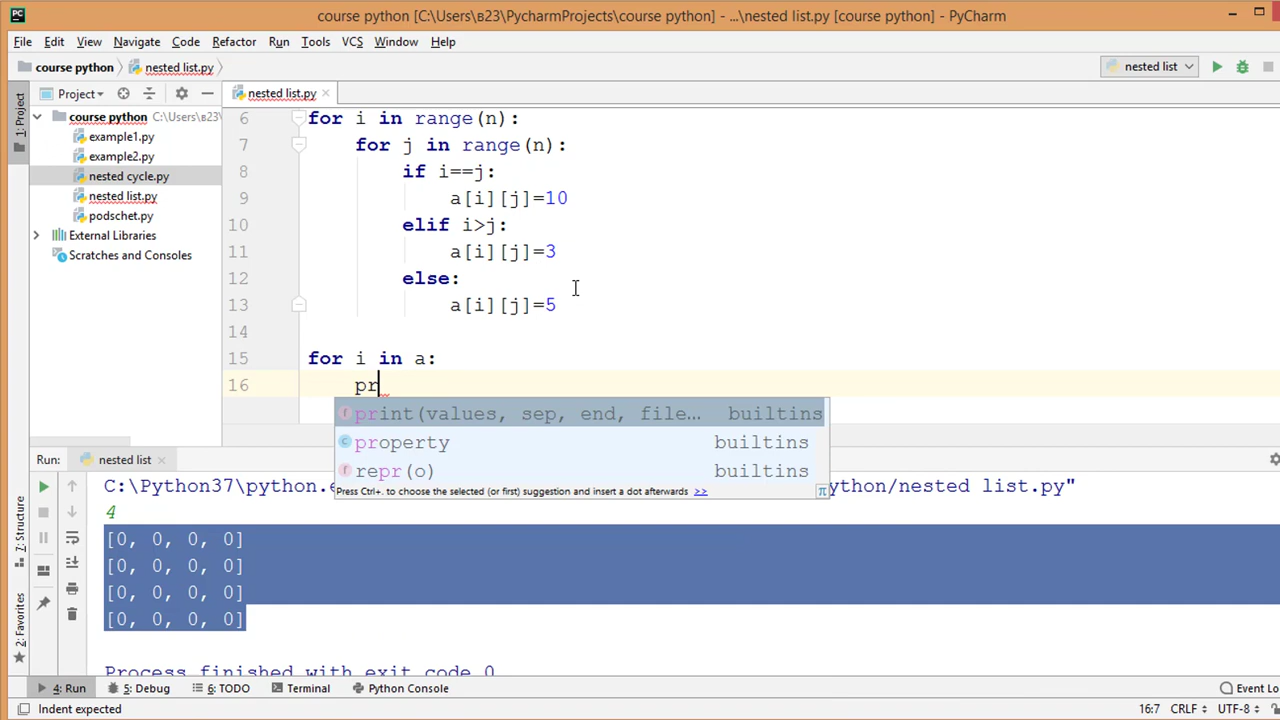 course python [C:\Users\в23\PycharmProjects\course python] - ...\nested list.py [course python] - PyCharm
File Edit View Navigate Code Refactor Run Tools VCS Window Help
course python nested list.py
nested list
1: Project
Project
nested list.py
course python C:\Users\в23\
example1.py
example2.py
nested cycle.py
nested list.py
podschet.py
External Libraries
Scratches and Consoles
6 for i in range(n):
7 for j in range(n):
8 if i==j:
9 a[i][j]=10
10 elif i>j:
11 a[i][j]=3
12 else:
13 a[i][j]=5
14
15 for i in a:
16 pr
print(values, sep, end, file… builtins
property builtins
repr(o) builtins
Press Ctrl+. to choose the selected (or first) suggestion and insert a dot afterwards >>
π
Run: nested list
C:\Python37\python.e ython/nested list.py"
4
[0, 0, 0, 0]
[0, 0, 0, 0]
[0, 0, 0, 0]
[0, 0, 0, 0]
Process finished with exit code 0
7: Structure
2: Favorites
4: Run 5: Debug 6: TODO Terminal Python Console Event Lo
Indent expected 16:7 CRLF UTF-8